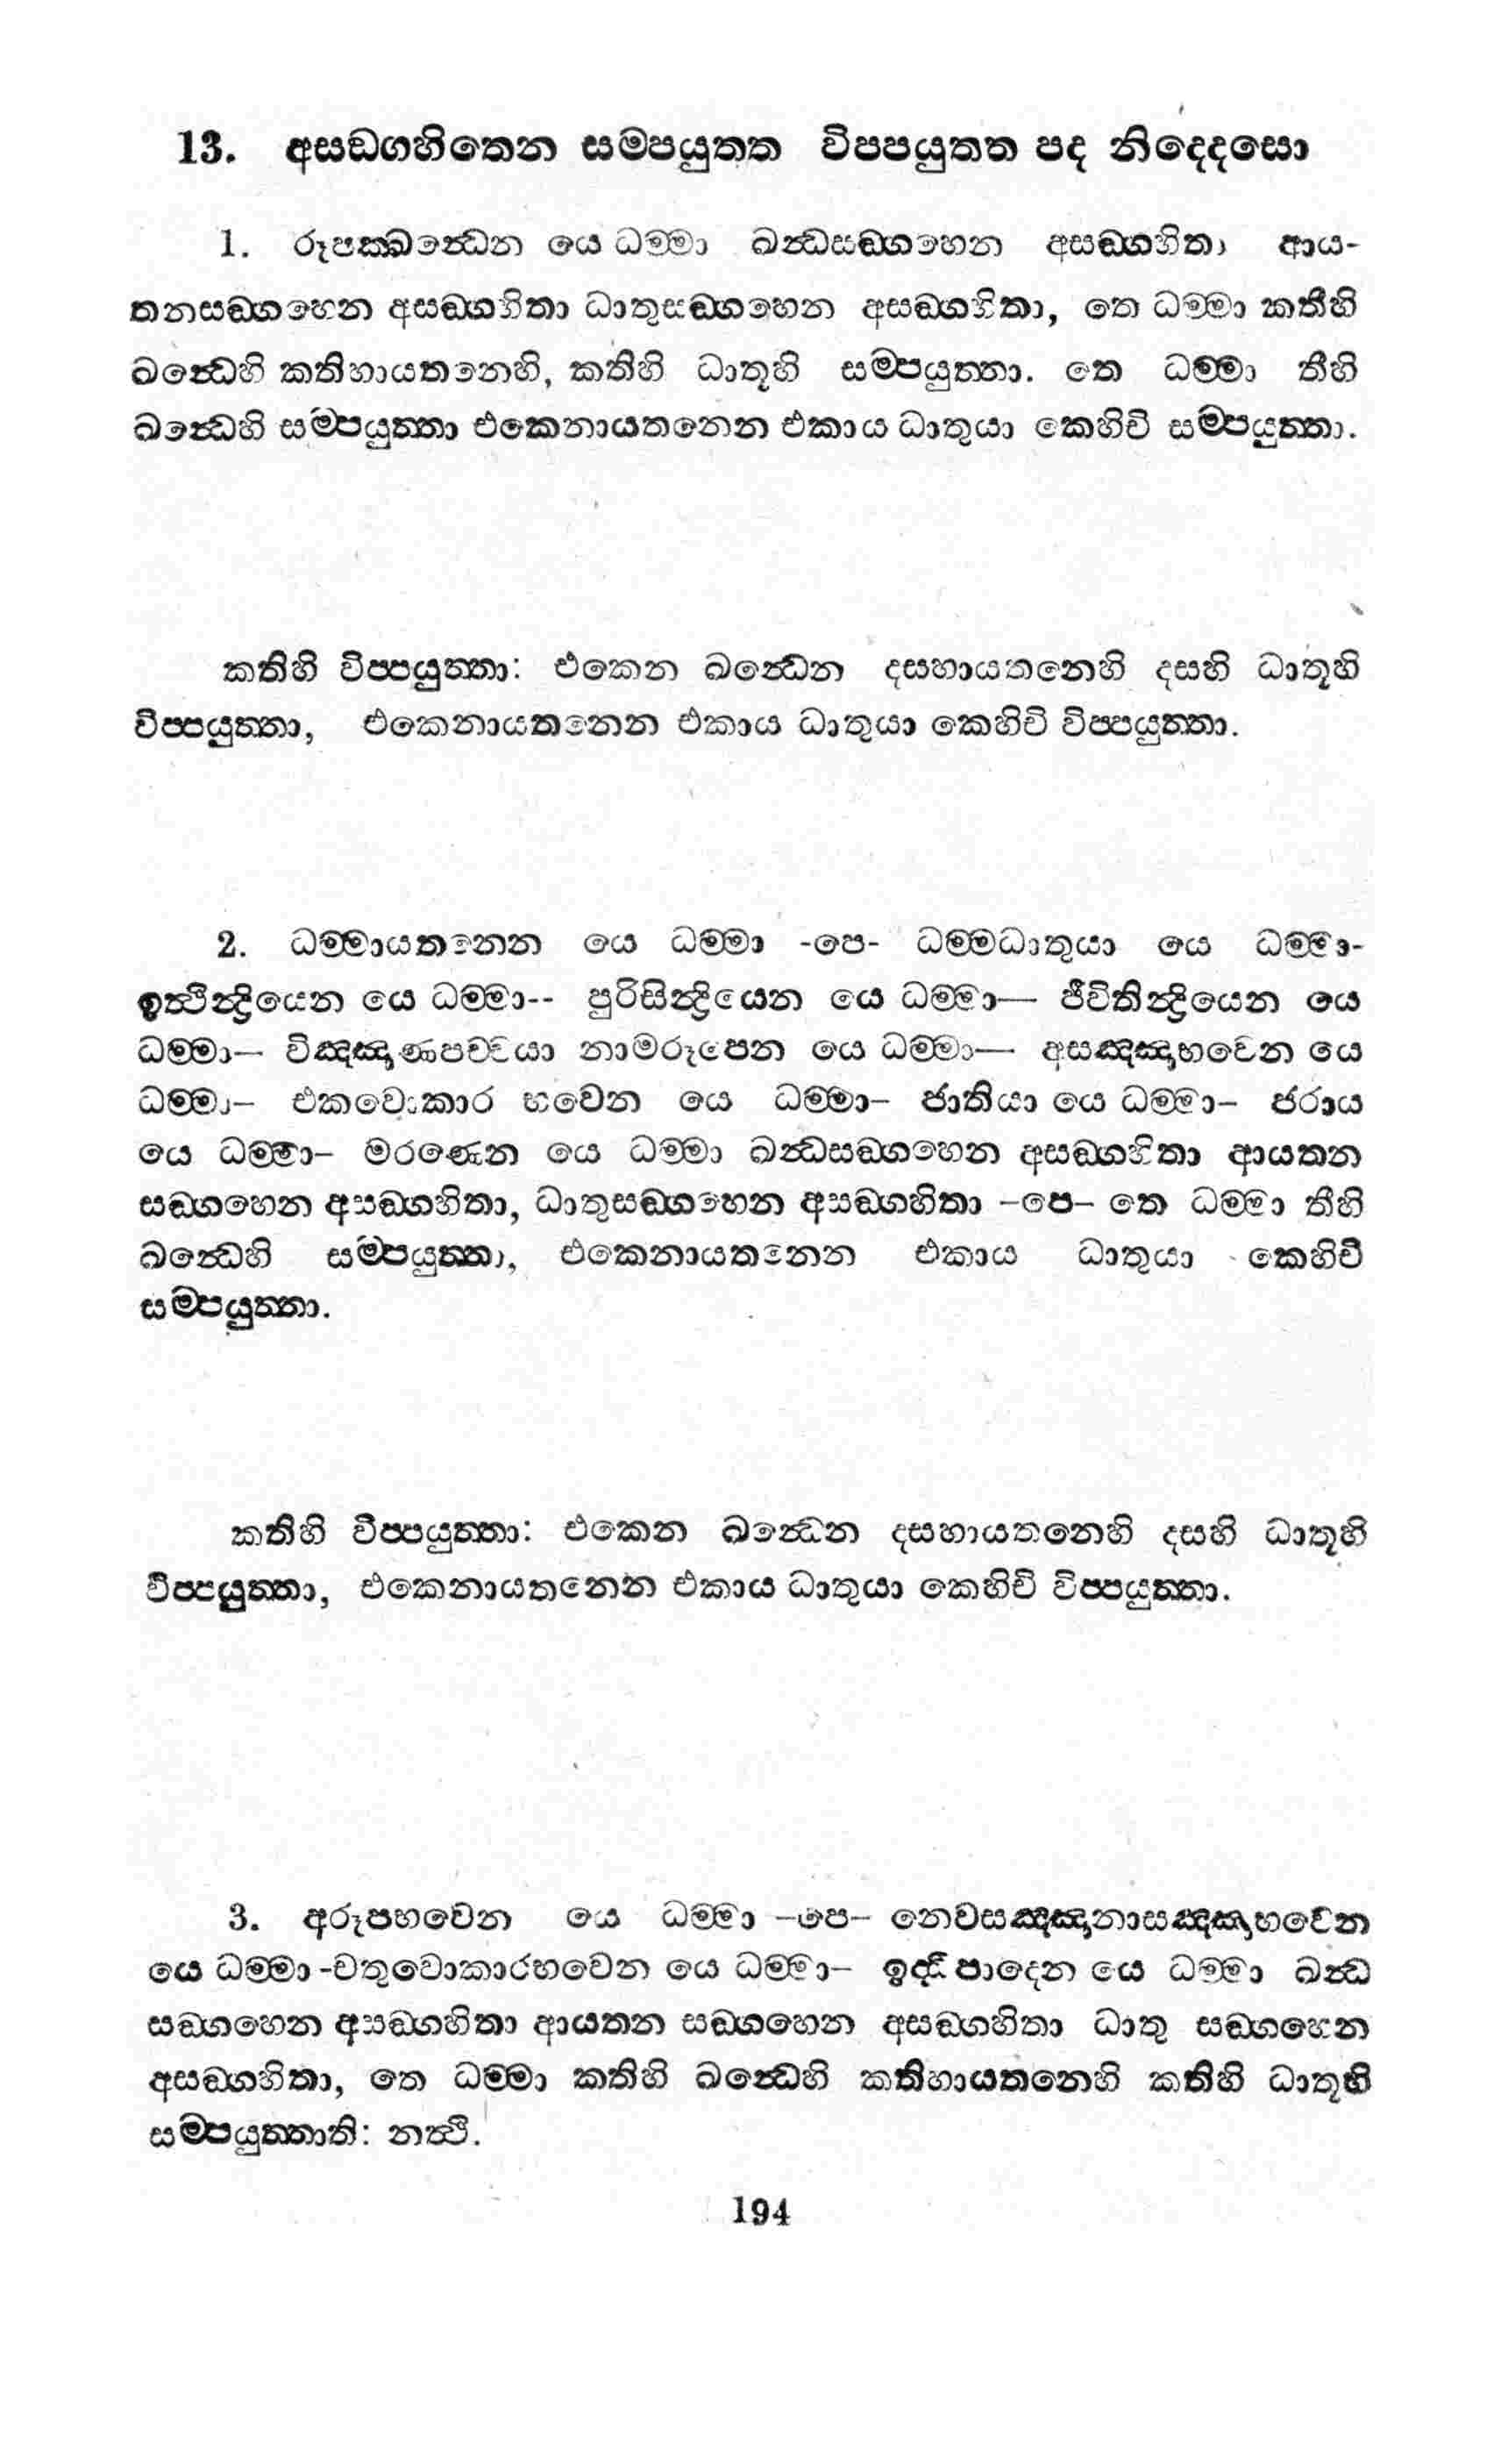 13. අසඞගහිතෙන සමපයුතත විපපයුතත පද නිදෙදසො
1. රූපක්ඛන්ධෙන යෙ ධම්මා ඛන්ධසඞ්ගහෙන අසඞ්ගහිතා ආය-
තනසඞ්ගහෙන අසඞ්ගහිතා ධාතුසඞ්ගහෙන අසඞ්ගහිතා, තෙ ධම්මා කතීහි
ඛන්ධෙහි කතිහායතනෙහි, කතිහි ධාතූහි සම්පයුත්තා. තෙ ධම්මා තීහි
ඛන්ධෙහි සම්පයුත්තා එකෙනායතනෙන එකාය ධාතුයා කෙහිචි සම්පයුත්තා.
කතිහි විප්පයුත්තා: එකෙන ඛන්ධෙන දසහායතනෙහි දසහි ධාතූහි
විප්පයුත්තා, එකෙනායතනෙන එකාය ධාතුයා කෙහිචි විප්පයුත්තා.
2. ධම්මායතනෙන යෙ ධම්මා -පෙ- ධම්මධාතුයා යෙ ධම්මා-
ඉත්ථින්ද්‍රියෙන යෙ ධම්මා-- පුරිසින්ද්‍රියෙන යෙ ධම්මා— ජීවිතින්ද්‍රියෙන යෙ
ධම්මා— විඤ්ඤාණපච්චයා නාමරූපෙන යෙ ධම්මා— අසඤ්ඤාභවෙන යෙ
ධම්මා– එකවොකාර භවෙන යෙ ධම්මා– ජාතියා යෙ ධම්මා– ජරාය
යෙ ධම්මා– මරණෙන යෙ ධම්මා ඛන්ධසඞ්ගහෙන අසඞ්ගහිතා ආයතන
සඞ්ගහෙන අසඞ්ගහිතා, ධාතුසඞ්ගහෙන අසඞ්ගහිතා –පෙ– තෙ ධම්මා තීහි
ඛන්ධෙහි සම්පයුත්තා, එකෙනායතනෙන එකාය ධාතුයා කෙහිචි
සම්පයුත්තා.
කතිහි විප්පයුත්තා: එකෙන ඛන්ධෙන දසහායතනෙහි දසහි ධාතූහි
විප්පයුත්තා, එකෙනායතනෙන එකාය ධාතුයා කෙහිචි විප්පයුත්තා.
3. අරූපභවෙන යෙ ධම්මා –පෙ– නෙවසඤ්ඤානාසඤ්ඤාභවෙන
යෙ ධම්මා -චතුවොකාරභවෙන යෙ ධම්මා– ඉද්ධිපාදෙන යෙ ධම්මා ඛන්ධ
සඞ්ගහෙන අසඞ්ගහිතා ආයතන සඞ්ගහෙන අසඞ්ගහිතා ධාතු සඞ්ගහෙන
අසඞ්ගහිතා, තෙ ධම්මා කතිහි ඛන්ධෙහි කතිහායතනෙහි කතිහි ධාතූහි
සම්පයුත්තාති: නත්ථි.
194